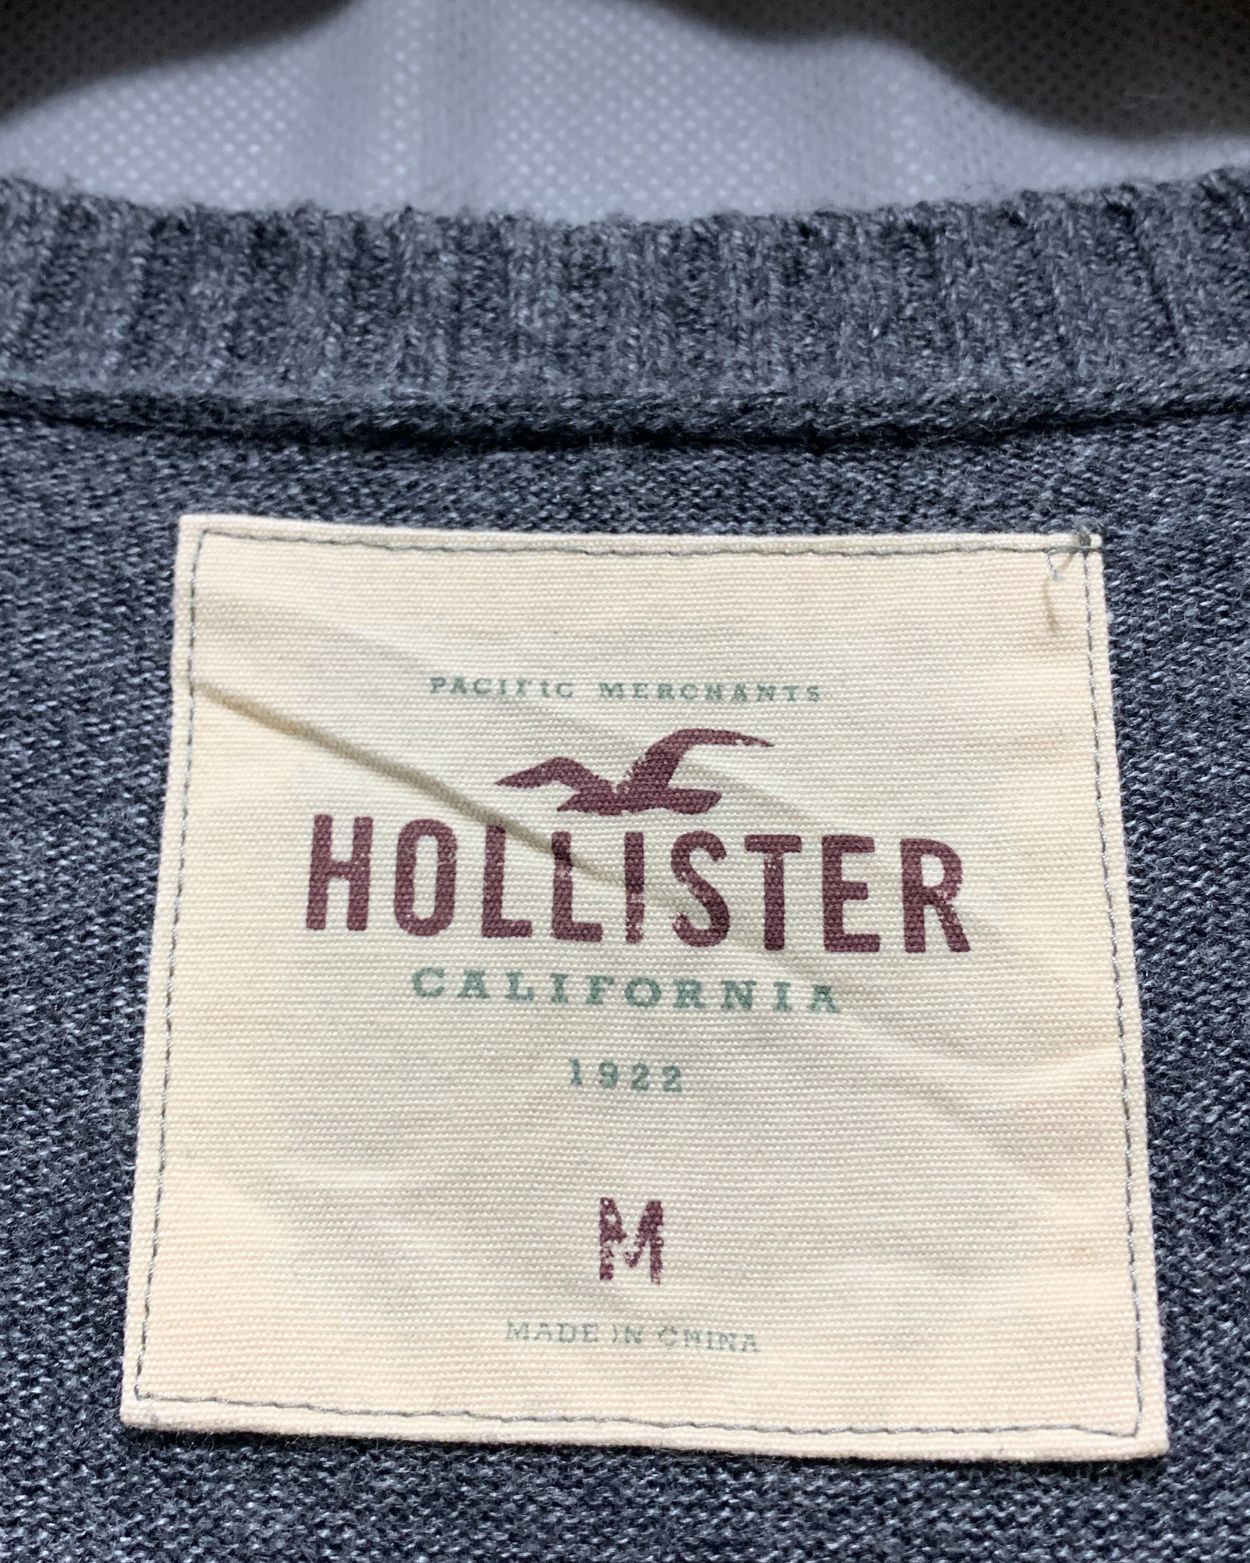 PACIFIC MERCHANTS
HOLLISTER
CALIFORNIA
1922
M
MADE IN CHINA